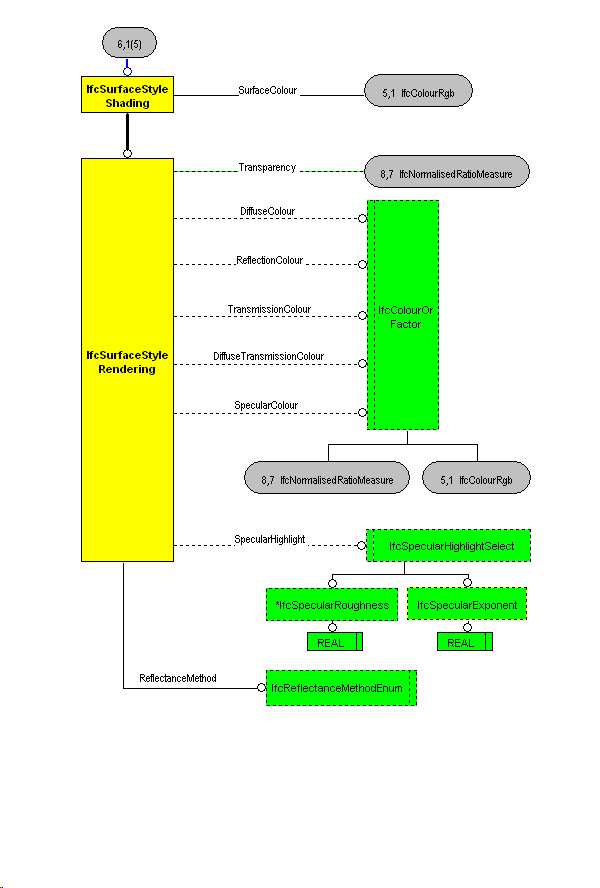 6,1(5)
IfcSurfaceStyle
Shading
SurfaceColour
5,1 IfcColourRgb
Transparency
8,7 IfcNormalisedRatioMeasure
DiffuseColour
ReflectionColour
TransmissionColour
IfcColourOr
Factor
IfcSurfaceStyle
Rendering
DiffuseTransmissionColour
SpecularColour
8,7 IfcNormalisedRatioMeasure
5,1 IfcColourRgb
SpecularHighlight
IfcSpecularHighlightSelect
*IfcSpecularRoughness
IfcSpecularExponent
REAL
REAL
ReflectanceMethod
IfcReflectanceMethodEnum